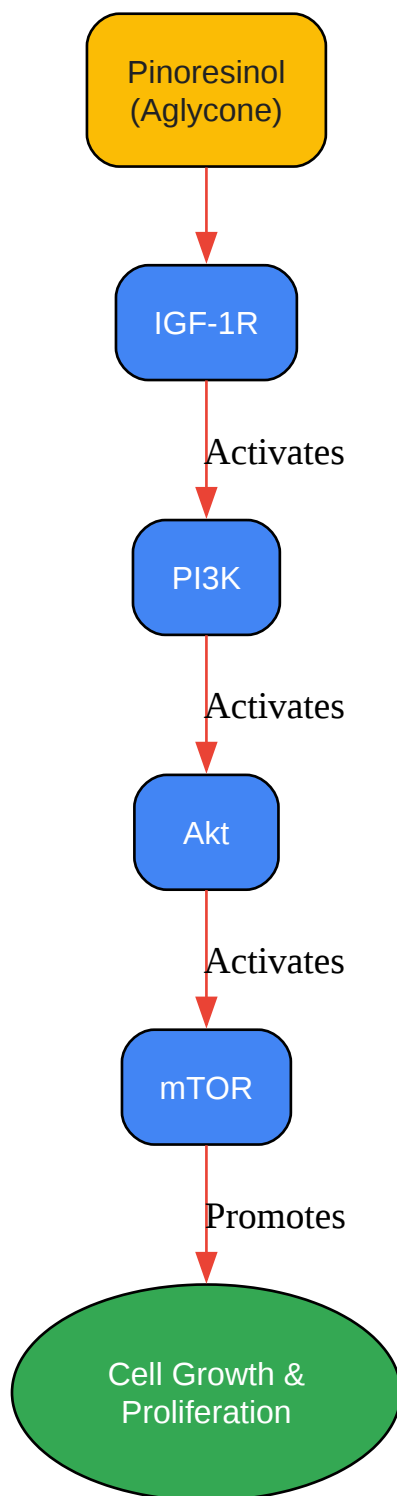 Pinoresinol
(Aglycone)
IGF-1R
Activates
PI3K
Activates
Akt
Activates
mTOR
Promotes
Cell Growth &
Proliferation